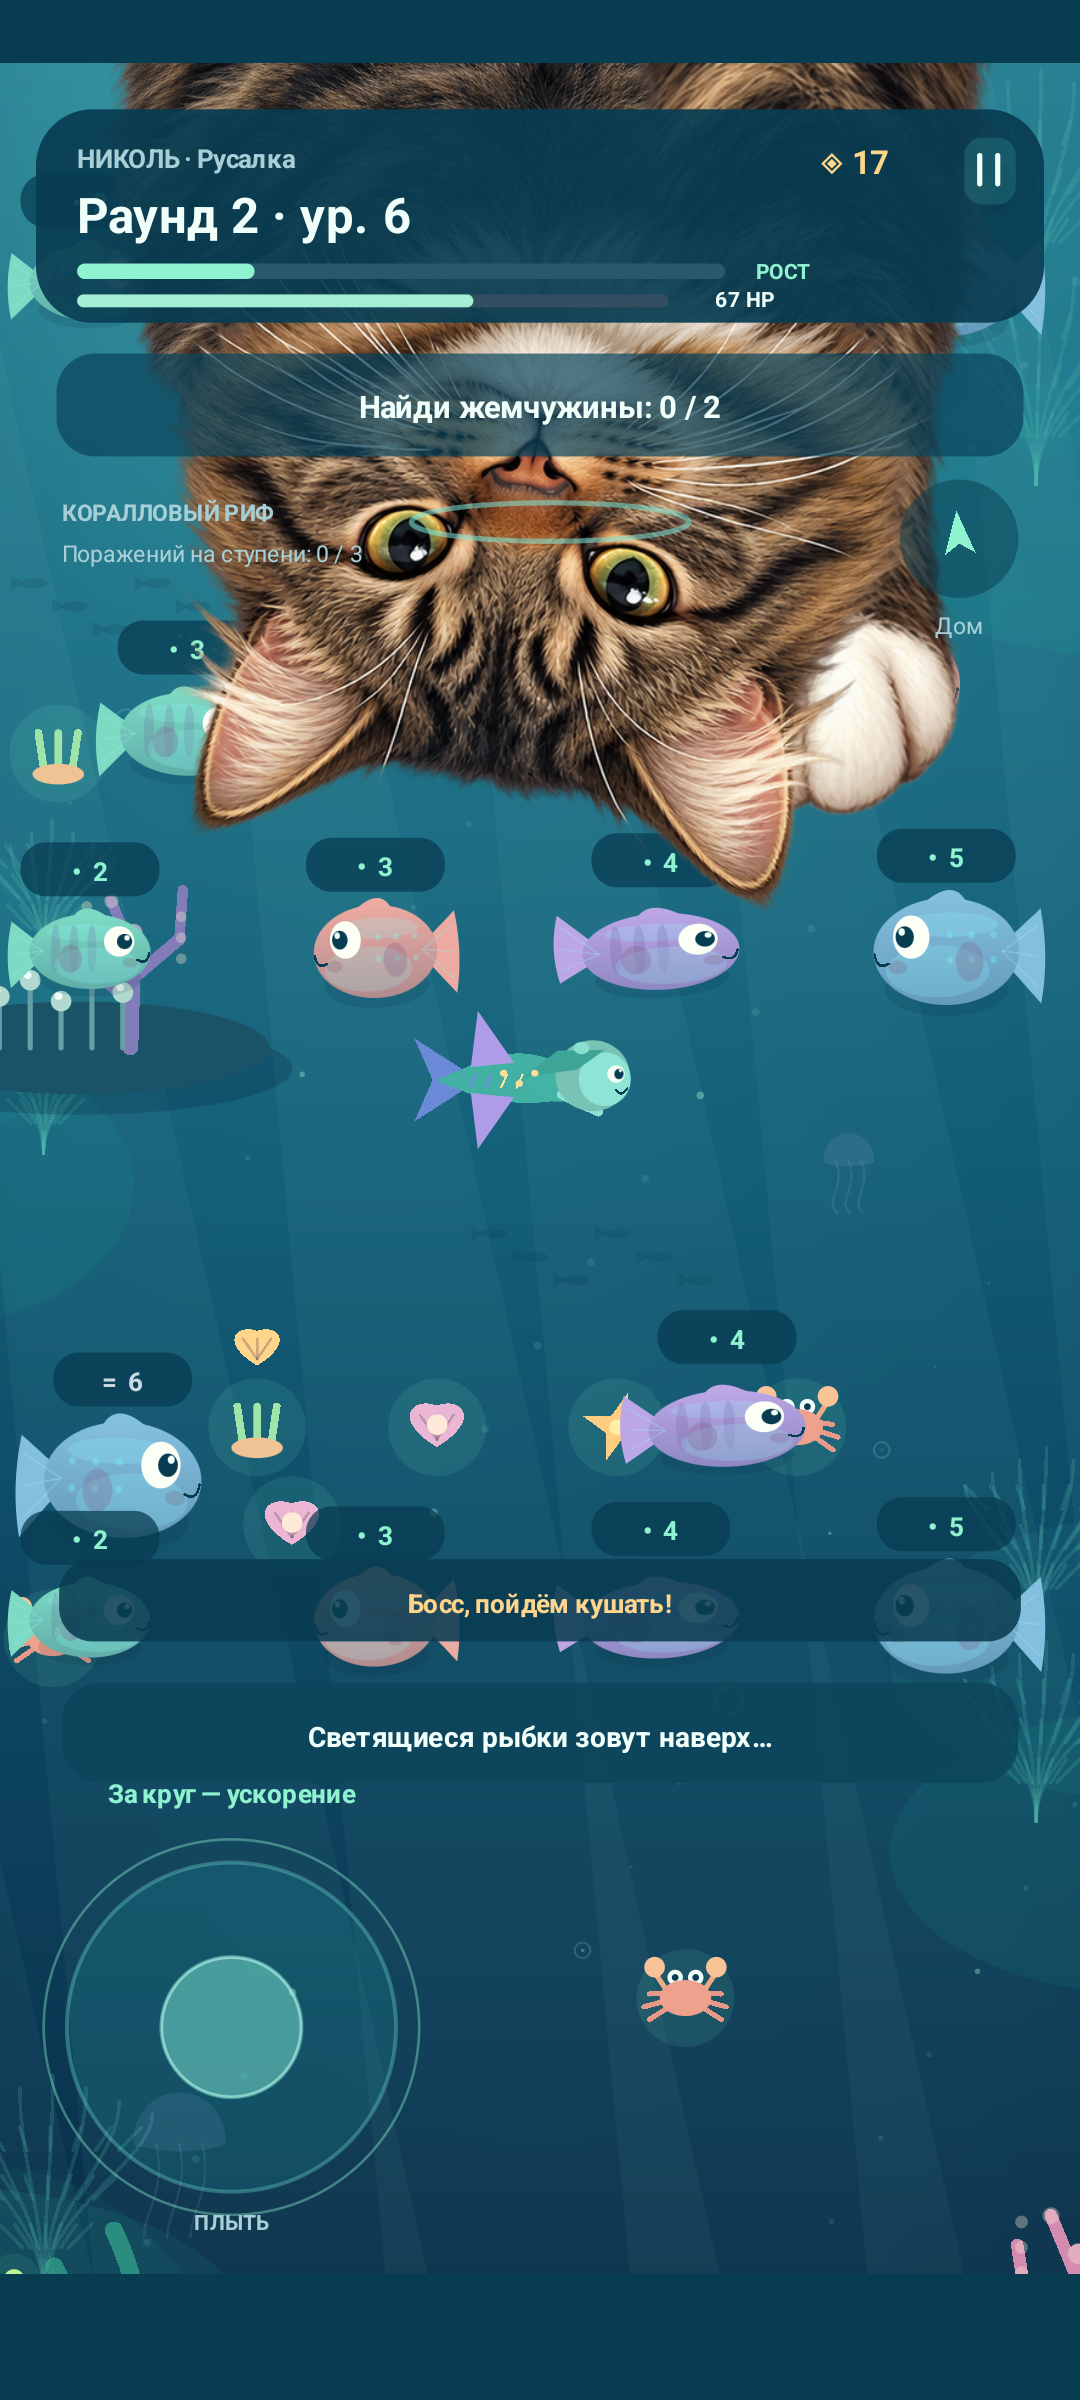 НИКОЛЬ · Русалка
17
Раунд 2 · ур. 6
РОСТ
67 HP
Найди жемчужины: 0 / 2
КОРАЛЛОВЫЙ РИФ
Поражений на ступени: 0 / 3
Дом
· 3
· 2
· 3
· 4
· 5
· 4
= 6
· 2
· 3
· 4
· 5
Босс, пойдём кушать!
Светящиеся рыбки зовут наверх...
За круг — ускорение
ПЛЫТЬ